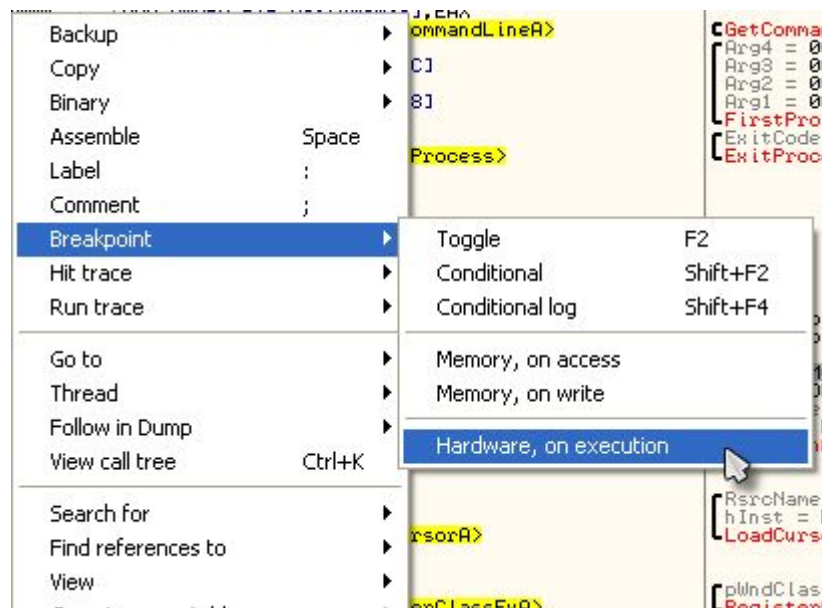 ],EAX
Backup ommandLineA> GetComma
Arg4 = 0
Copy C] Arg3 = 0
Arg2 = 0
Binary 8] Arg1 = 0
FirstPro
Assemble Space ExitCode
Process> ExitProc
Label :
Comment ;
Breakpoint Toggle F2
Hit trace Conditional Shift+F2
Run trace Conditional log Shift+F4
Go to Memory, on access
Thread Memory, on write
Follow in Dump
Hardware, on execution
View call tree Ctrl+K
Search for RsrcName
hInst =
Find references to rsorA> LoadCurs
View pWndClas